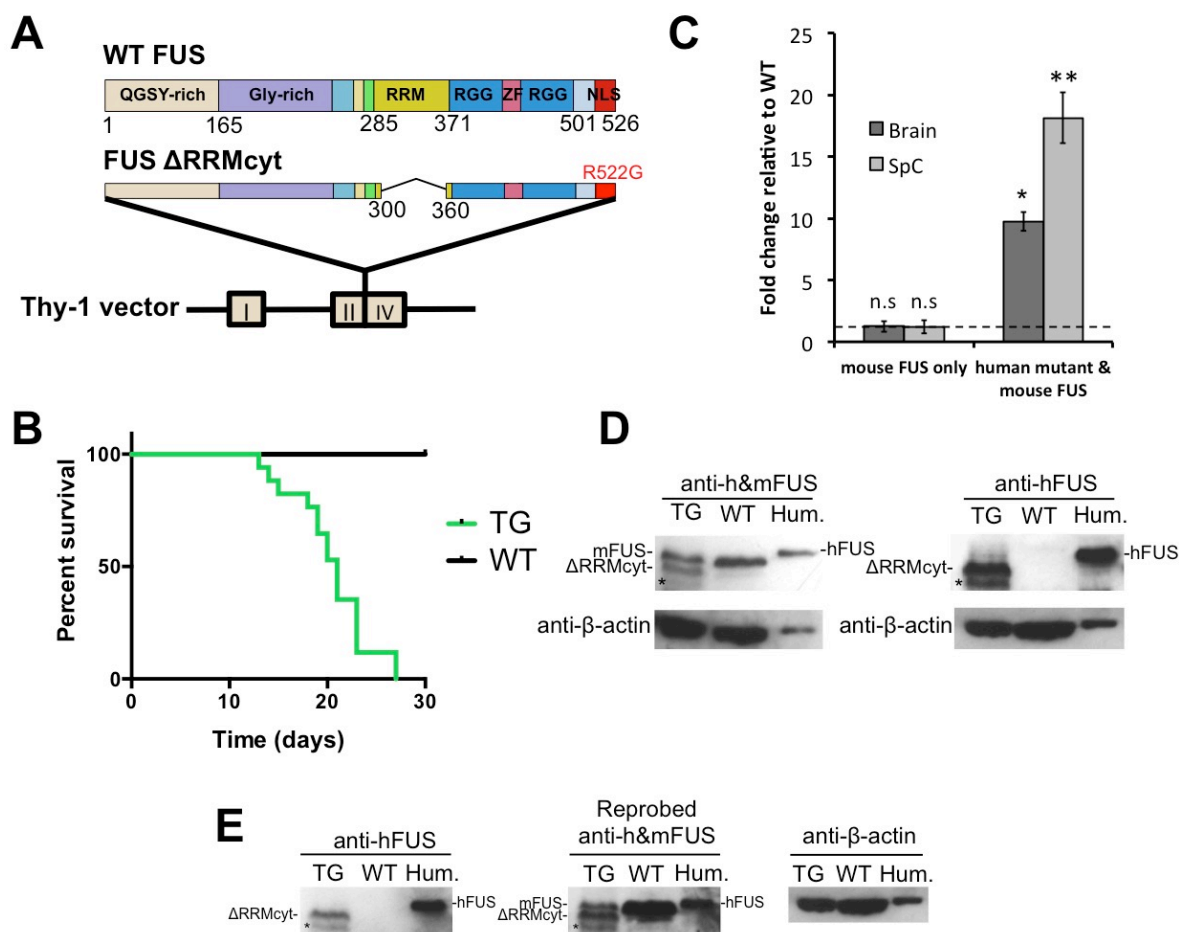 A
WT FUS
QGSY-rich Gly-rich RRM RGG ZF RGG NLS
1 165 285 371 501 526
FUS ΔRRMcyt
R522G
300 360
Thy-1 vector
I II IV
B
Percent survival
100
50
0
0 10 20 30
Time (days)
TG
WT
C
Fold change relative to WT
25
20
15
10
5
0
Brain
SpC
n.s n.s * **
mouse FUS only
human mutant &
mouse FUS
D
anti-h&mFUS
TG WT Hum.
mFUS- -hFUS
ΔRRMcyt-
*
anti-β-actin
anti-hFUS
TG WT Hum.
-hFUS
ΔRRMcyt-
*
anti-β-actin
E
anti-hFUS
TG WT Hum.
-hFUS
ΔRRMcyt-
*
Reprobed
anti-h&mFUS
TG WT Hum.
mFUS- -hFUS
ΔRRMcyt-
*
anti-β-actin
TG WT Hum.